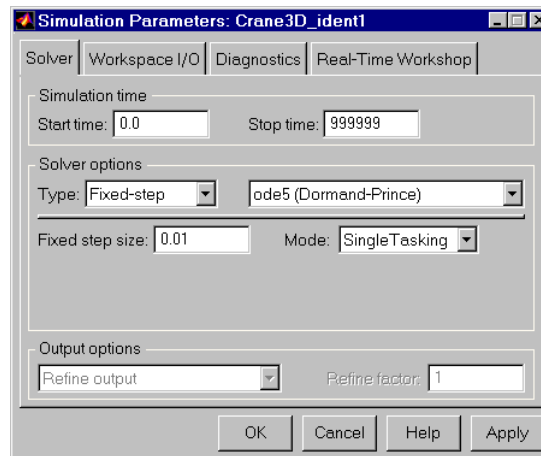 Simulation Parameters: Crane3D_ident1
Solver Workspace I/O Diagnostics Real-Time Workshop
Simulation time
Start time: 0.0 Stop time: 999999
Solver options
Type: Fixed-step ode5 (Dormand-Prince)
Fixed step size: 0.01 Mode: SingleTasking
Output options
Refine output Refine factor: 1
OK Cancel Help Apply